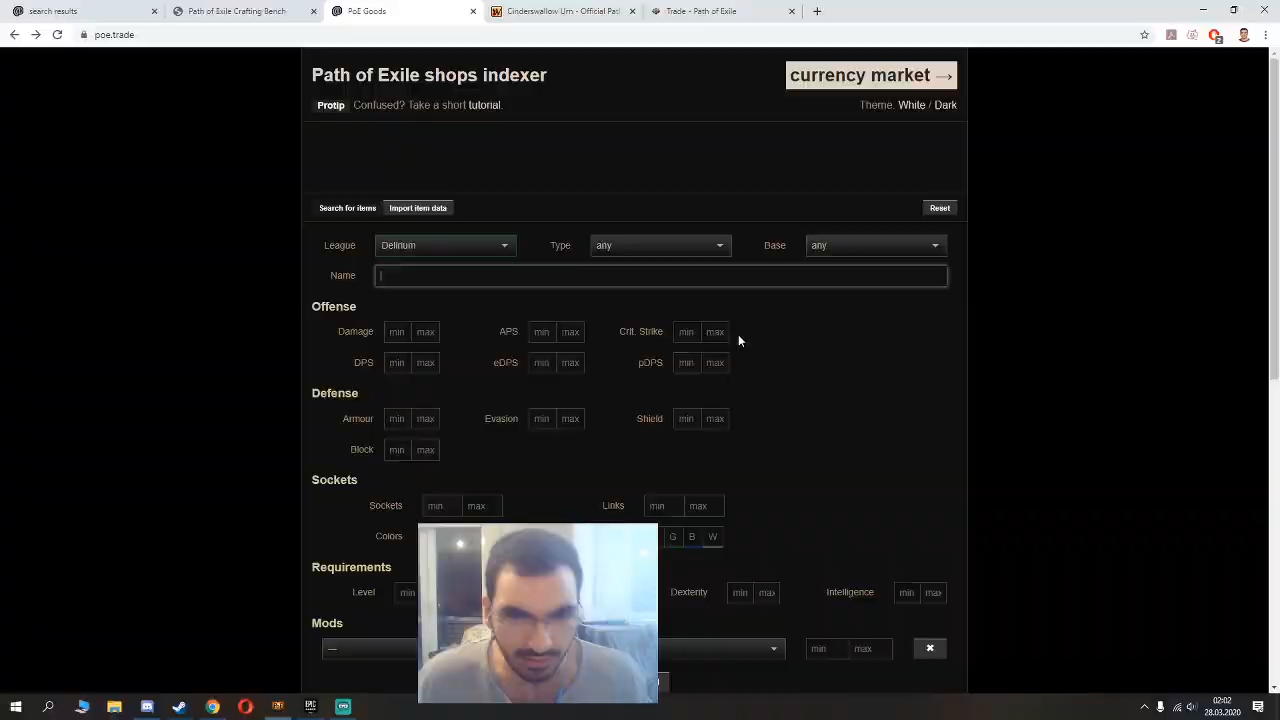 search results
Path of Exile Crafting Bench
PoE Goods
Cinderswallow Urn - Official Pat
Trade - Path of Exile
poe.trade
2
Path of Exile shops indexer
currency market →
Protip Confused? Take a short tutorial.
Theme: White / Dark
Search for items Import item data
Reset
League Delirium Type any Base any
Name
Offense
Damage min max APS min max Crit. Strike min max
DPS min max eDPS min max pDPS min max
Defense
Armour min max Evasion min max Shield min max
Block min max
Sockets
Sockets min max Links min max
Colors G B W
Requirements
Level min Dexterity min max Intelligence min max
Mods
— min max
02:02
28.03.2020